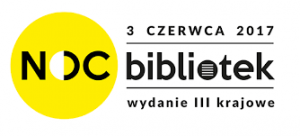 3 CZERWCA 2017
NOC bibliotek
wydanie III krajowe